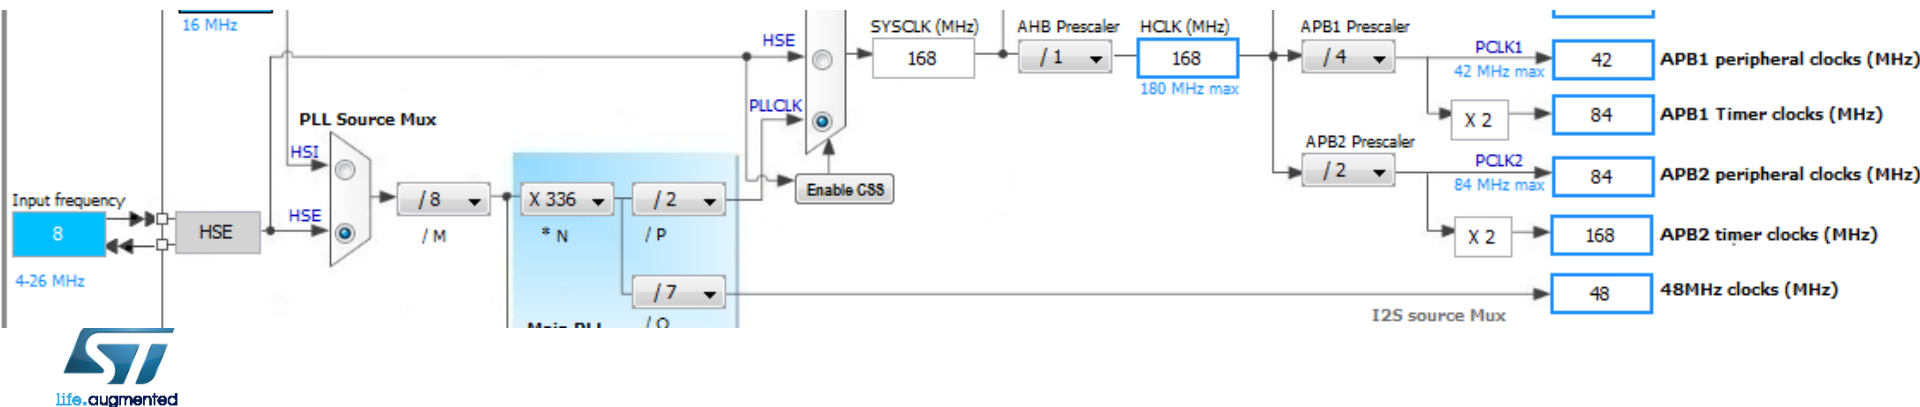 16 MHz
HSE
SYSCLK (MHz)
AHB Prescaler
HCLK (MHz)
APB1 Prescaler
168
/ 1
168
180 MHz max
/ 4
PCLK1
42 MHz max
42
APB1 peripheral clocks (MHz)
PLLCLK
X 2
84
APB1 Timer clocks (MHz)
PLL Source Mux
HSI
APB2 Prescaler
/ 2
PCLK2
84 MHz max
84
APB2 peripheral clocks (MHz)
Enable CSS
Input frequency
8
4-26 MHz
HSE
HSE
/ 8
/ M
X 336
* N
/ 2
/ P
X 2
168
APB2 timer clocks (MHz)
/ 7
/ Q
Main PLL
48
48MHz clocks (MHz)
I2S source Mux
ST
life.augmented